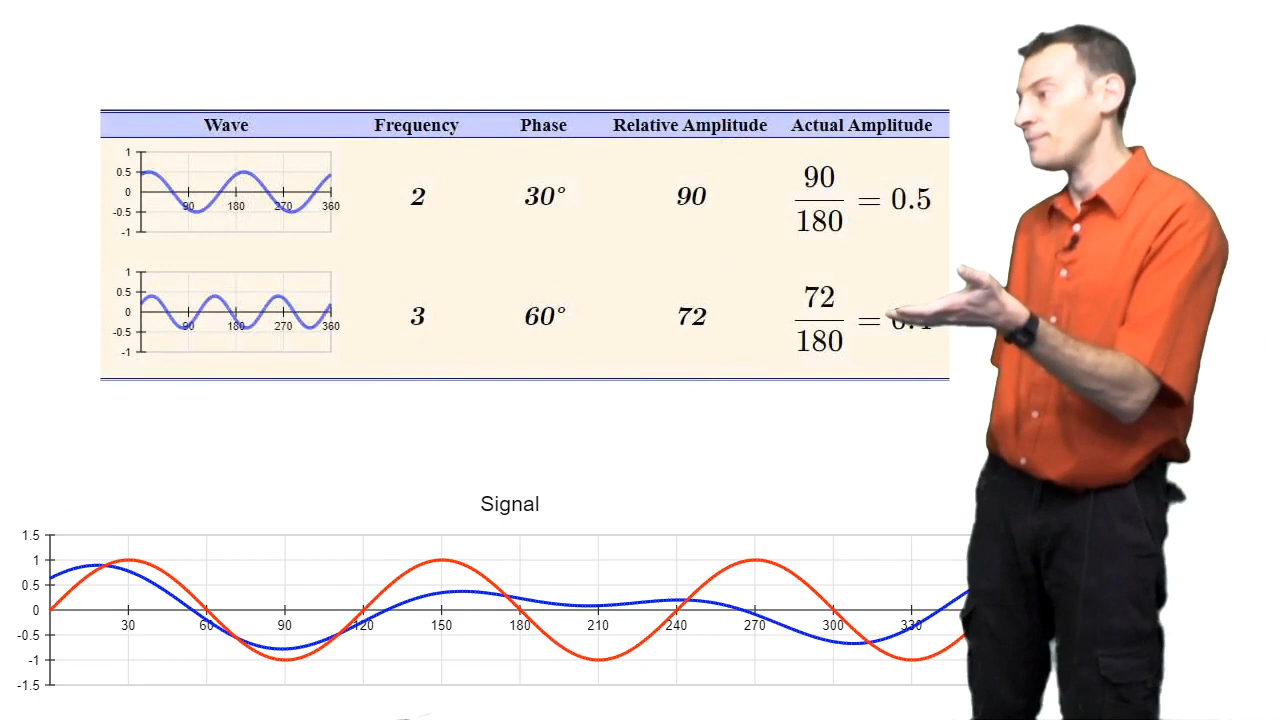 Wave Frequency Phase Relative Amplitude Actual Amplitude
1
0.5
0
-0.5
-1
90 180 270 360
2 30° 90 90/180 = 0.5
1
0.5
0
-0.5
-1
90 180 270 360
3 60° 72 72/180 =
Signal
1.5
1
0.5
0
-0.5
-1
-1.5
30 60 90 120 150 180 210 240 270 300 330